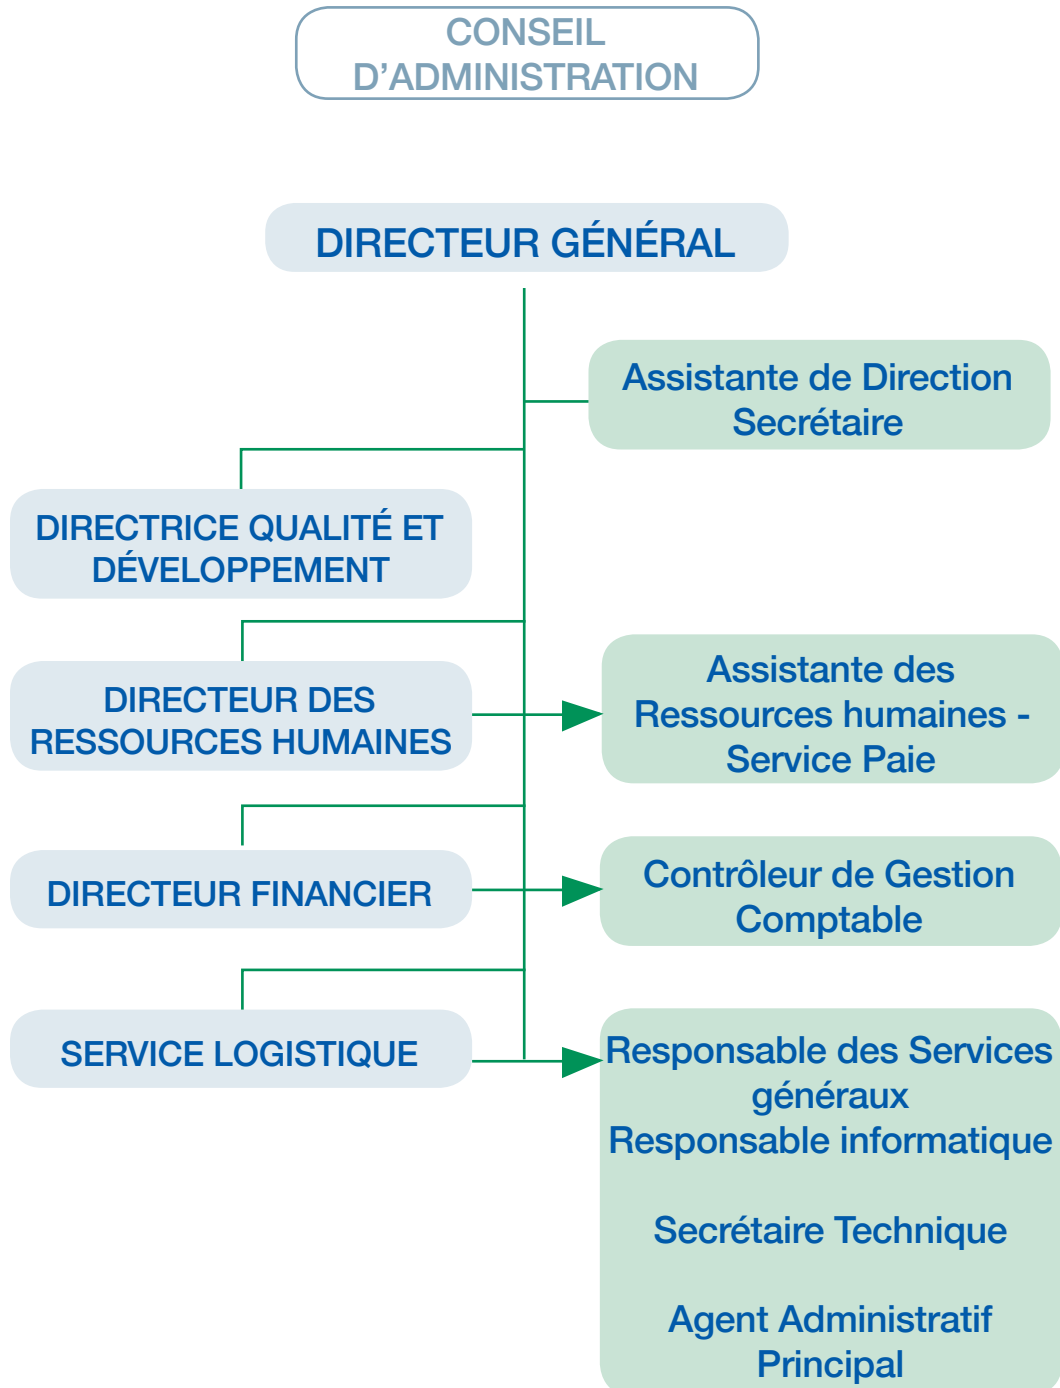 CONSEIL
D’ADMINISTRATION
DIRECTEUR GÉNÉRAL
Assistante de Direction
Secrétaire
DIRECTRICE QUALITÉ ET
DÉVELOPPEMENT
DIRECTEUR DES
RESSOURCES HUMAINES
Assistante des
Ressources humaines -
Service Paie
DIRECTEUR FINANCIER
Contrôleur de Gestion
Comptable
SERVICE LOGISTIQUE
Responsable des Services
généraux
Responsable informatique
Secrétaire Technique
Agent Administratif
Principal